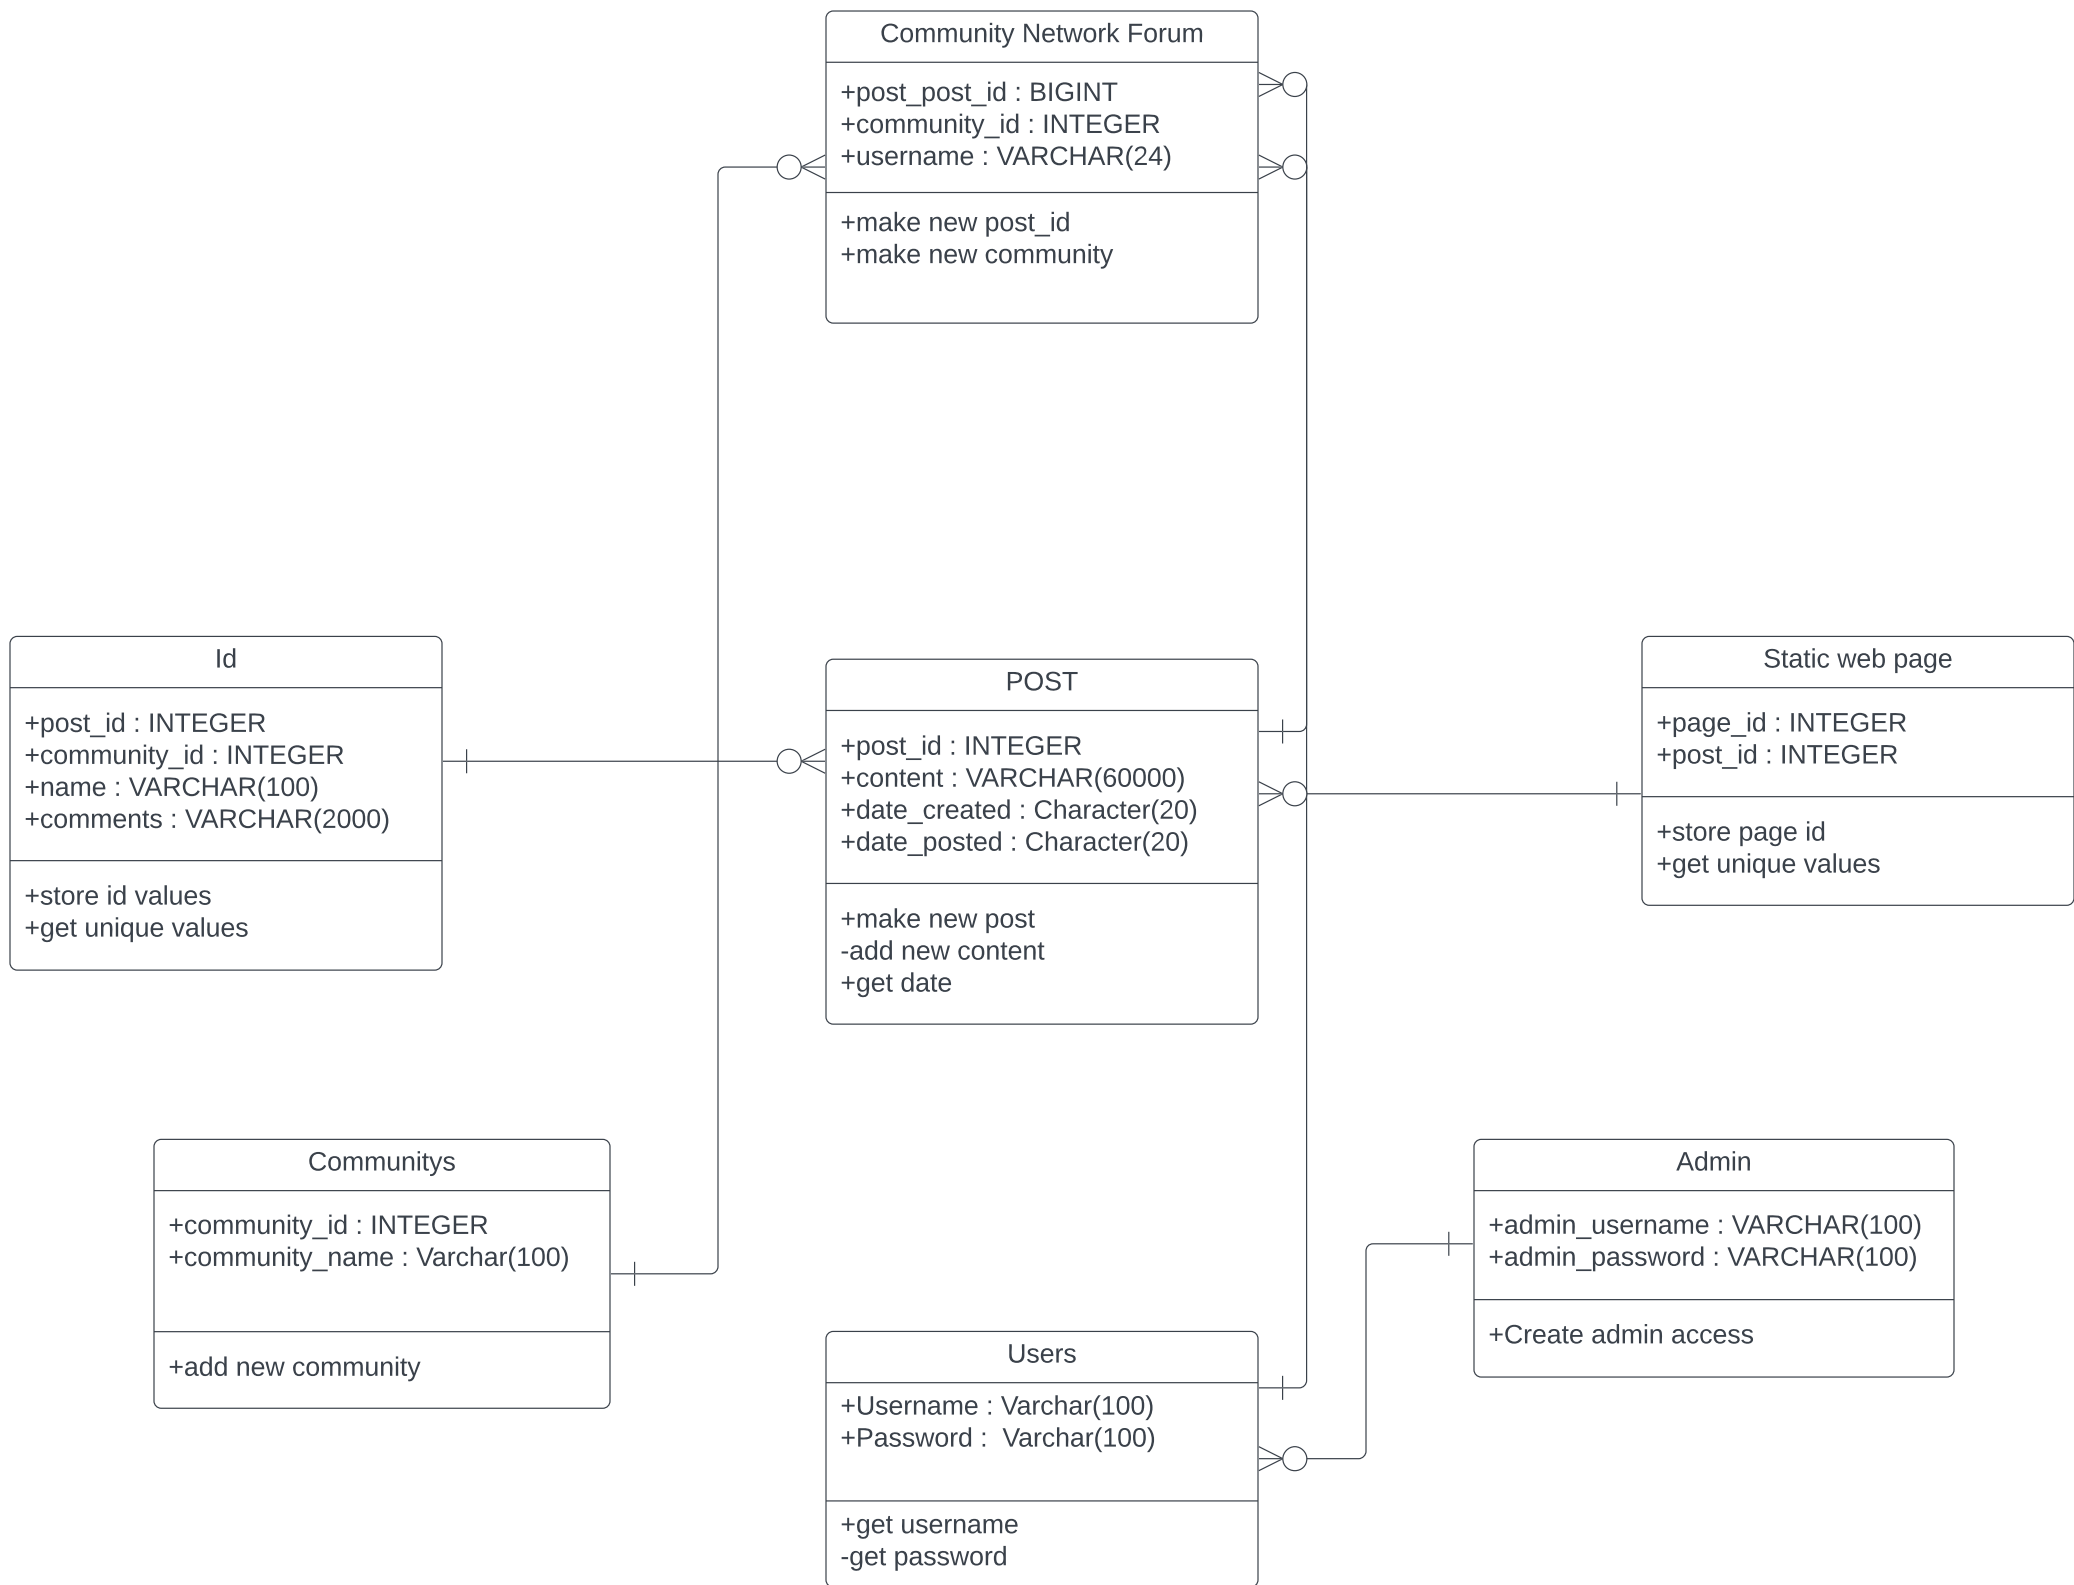 Community Network Forum
+post_post_id : BIGINT
+community_id : INTEGER
+username : VARCHAR(24)
+make new post_id
+make new community
Id
+post_id : INTEGER
+community_id : INTEGER
+name : VARCHAR(100)
+comments : VARCHAR(2000)
+store id values
+get unique values
POST
+post_id : INTEGER
+content : VARCHAR(60000)
+date_created : Character(20)
+date_posted : Character(20)
+make new post
-add new content
+get date
Static web page
+page_id : INTEGER
+post_id : INTEGER
+store page id
+get unique values
Communitys
+community_id : INTEGER
+community_name : Varchar(100)
+add new community
Users
+Username : Varchar(100)
+Password :  Varchar(100)
+get username
-get password
Admin
+admin_username : VARCHAR(100)
+admin_password : VARCHAR(100)
+Create admin access